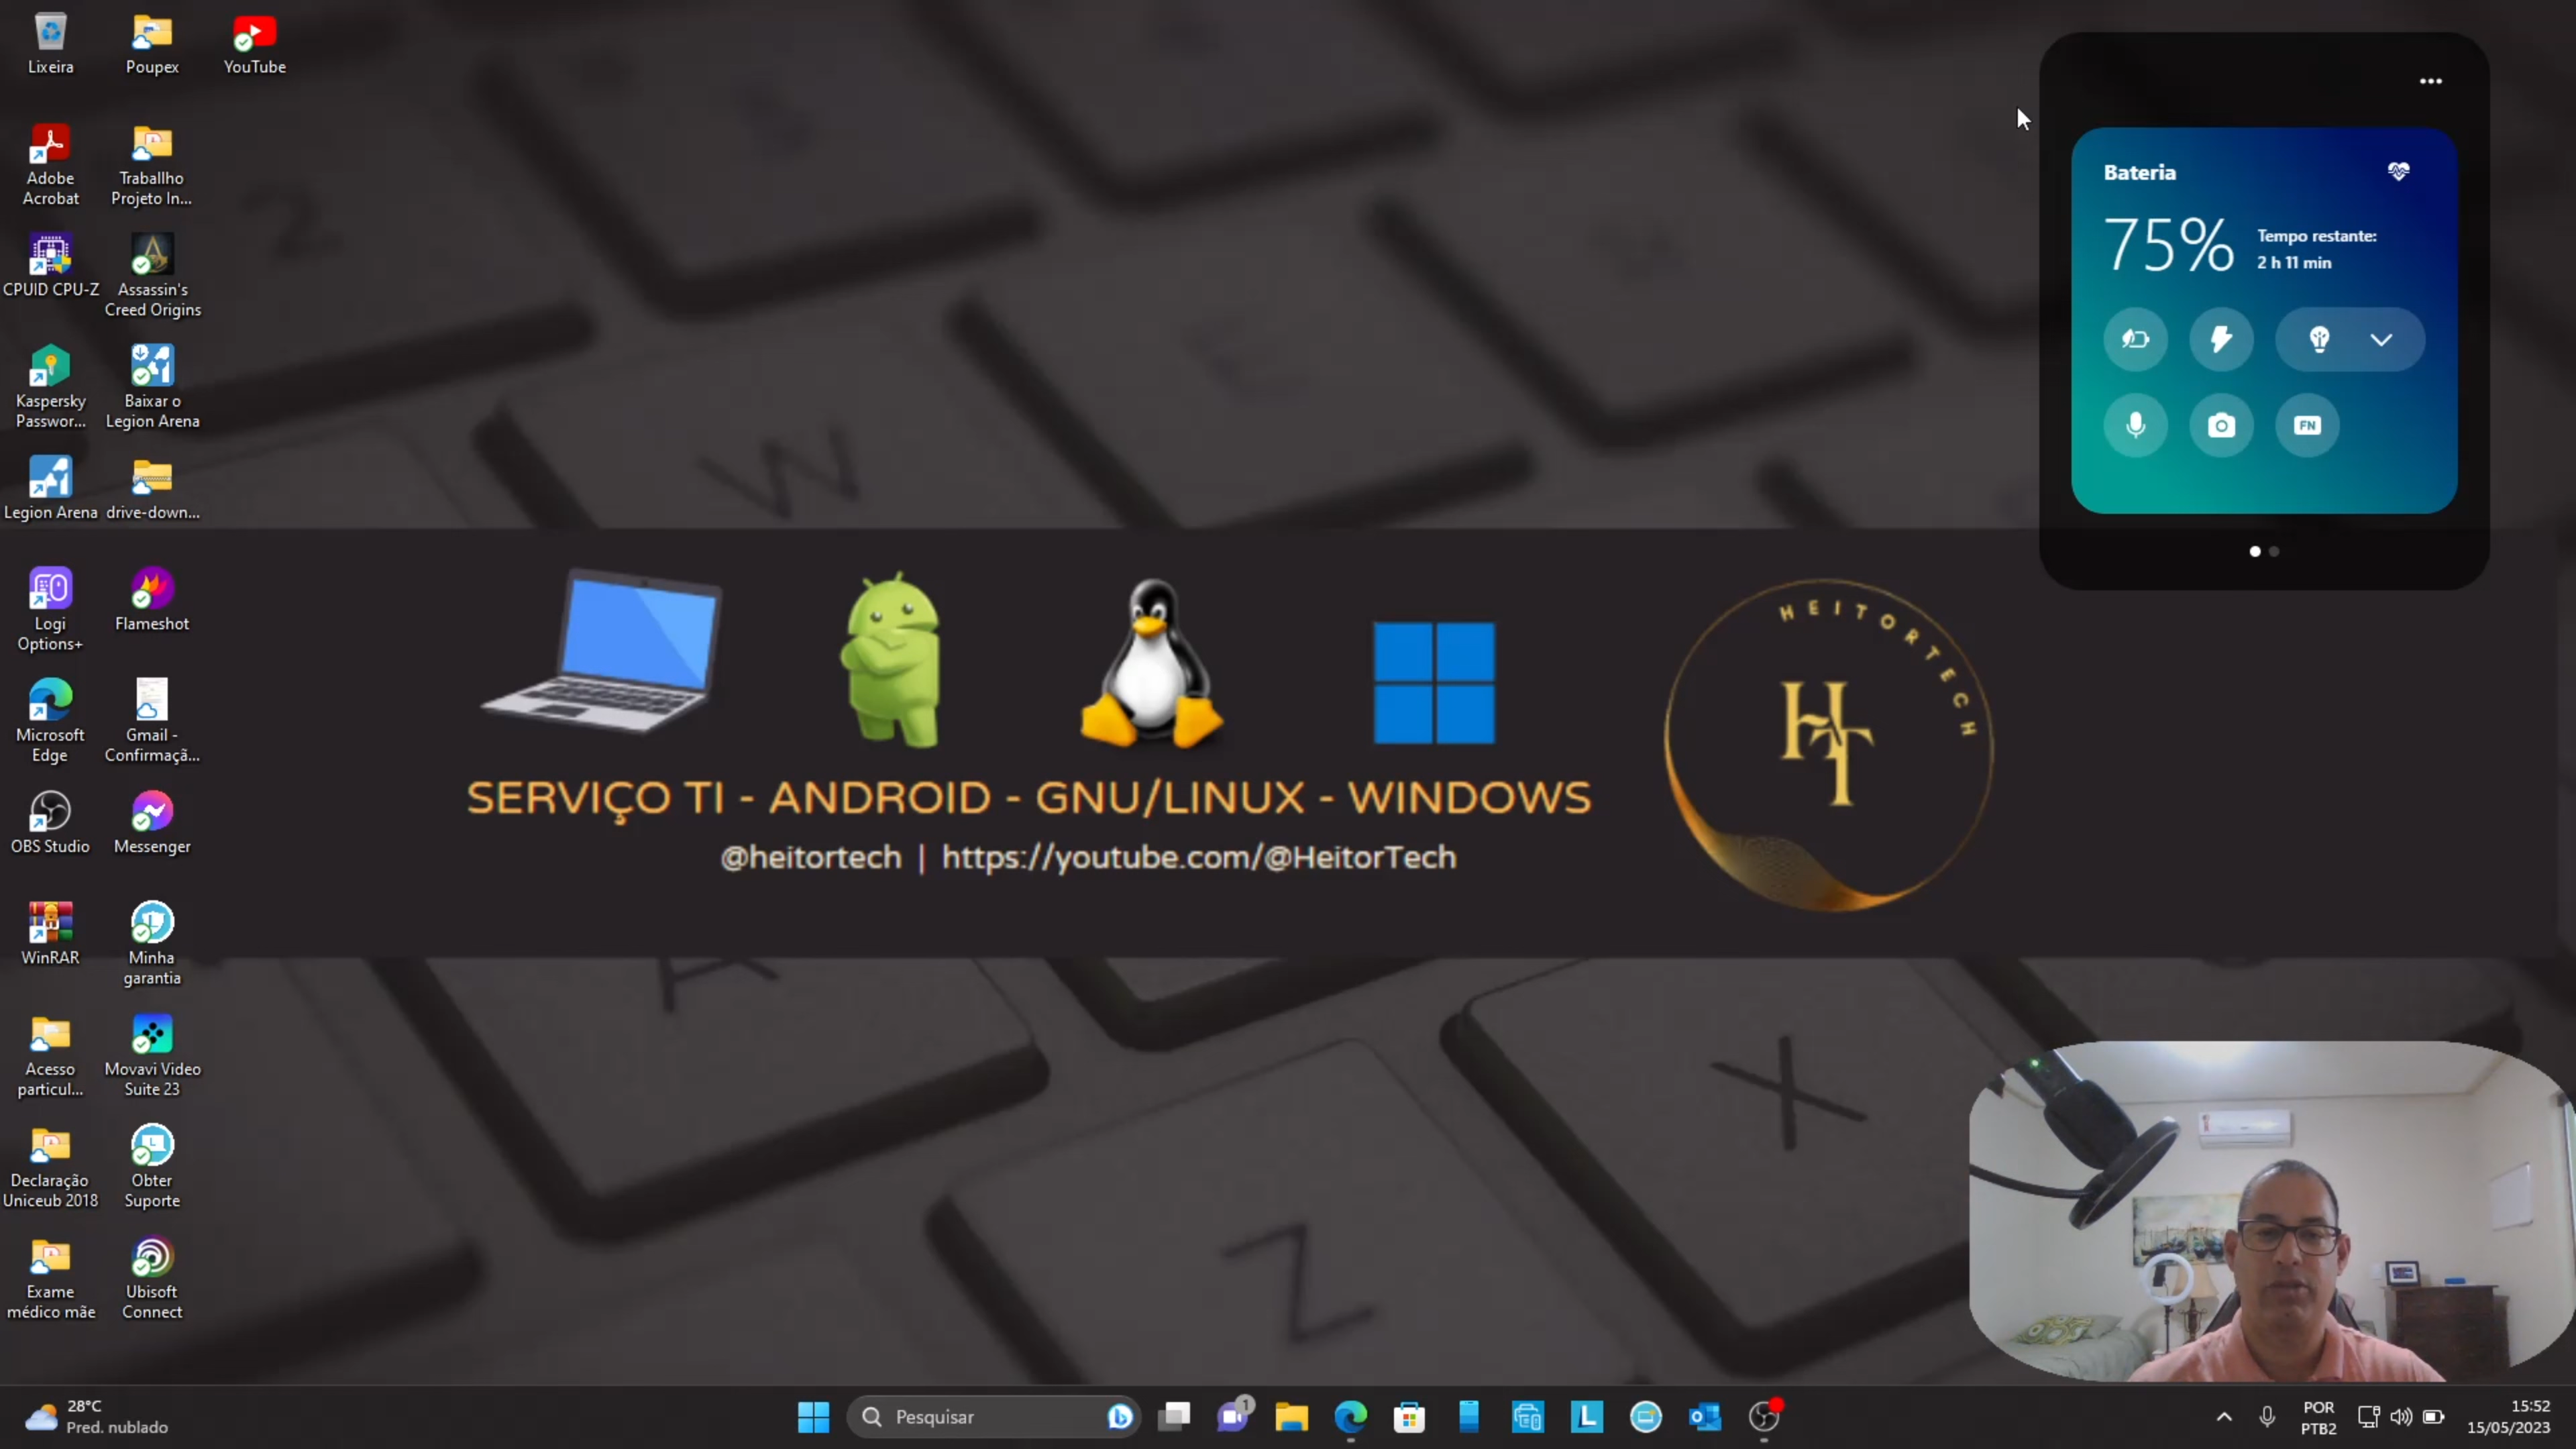 Lixeira
Poupex
YouTube
Adobe
Acrobat
Traballho
Projeto In...
CPUID CPU-Z
Assassin's
Creed Origins
Kaspersky
Passwor...
Baixar o
Legion Arena
Legion Arena
drive-down...
Logi
Options+
Flameshot
Microsoft
Edge
Gmail -
Confirmaçã...
OBS Studio
Messenger
WinRAR
Minha
garantia
Acesso
particul...
Movavi Video
Suite 23
Declaração
Uniceub 2018
Obter
Suporte
Exame
médico mãe
Ubisoft
Connect
2
W
E
A
Z
X
Bateria
75%
Tempo restante:
2 h 11 min
FN
HEITORTECH
HT
SERVIÇO TI - ANDROID - GNU/LINUX - WINDOWS
@heitortech | https://youtube.com/@HeitorTech
28°C
Pred. nublado
Pesquisar
1
L
POR
PTB2
15:52
15/05/2023